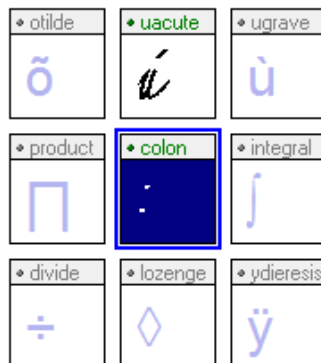 otilde uacute ugrave
õ ú ù
product colon integral
∏ : ∫
divide lozenge ydieresis
÷ ◊ ÿ